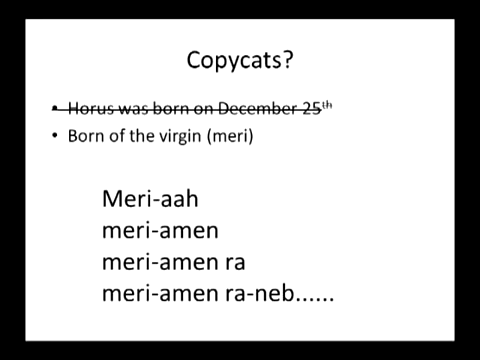 Copycats?
• Horus was born on December 25th
• Born of the virgin (meri)
Meri-aah
meri-amen
meri-amen ra
meri-amen ra-neb......